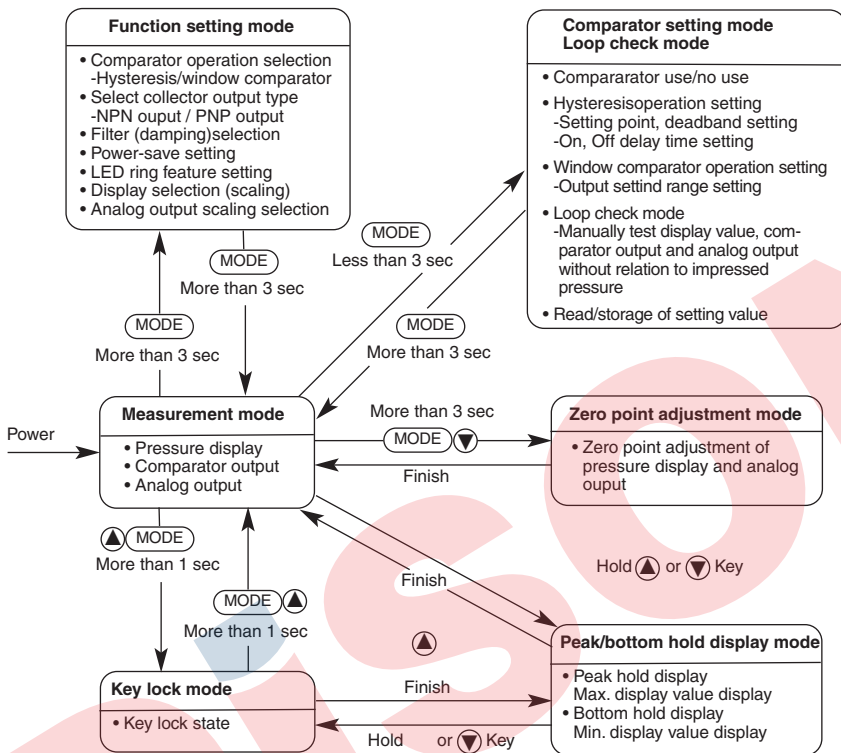 Function setting mode
• Comparator operation selection
-Hysteresis/window comparator
• Select collector output type
-NPN ouput / PNP output
• Filter (damping)selection
• Power-save setting
• LED ring feature setting
• Display selection (scaling)
• Analog output scaling selection
Comparator setting mode
Loop check mode
• Compararator use/no use
• Hysteresisoperation setting
-Setting point, deadband setting
-On, Off delay time setting
• Window comparator operation setting
-Output settind range setting
• Loop check mode
-Manually test display value, com-
parator output and analog output
without relation to impressed
pressure
• Read/storage of setting value
MODE
Less than 3 sec
MODE
More than 3 sec
MODE
More than 3 sec
MODE
More than 3 sec
Power
Measurement mode
• Pressure display
• Comparator output
• Analog output
More than 3 sec
MODE ▼
Finish
Zero point adjustment mode
• Zero point adjustment of
pressure display and analog
ouput
▲ MODE
More than 1 sec
MODE ▲
More than 1 sec
Finish
Hold ▲ or ▼ Key
▲
Key lock mode
• Key lock state
Finish
Hold or ▼ Key
Peak/bottom hold display mode
• Peak hold display
Max. display value display
• Bottom hold display
Min. display value display